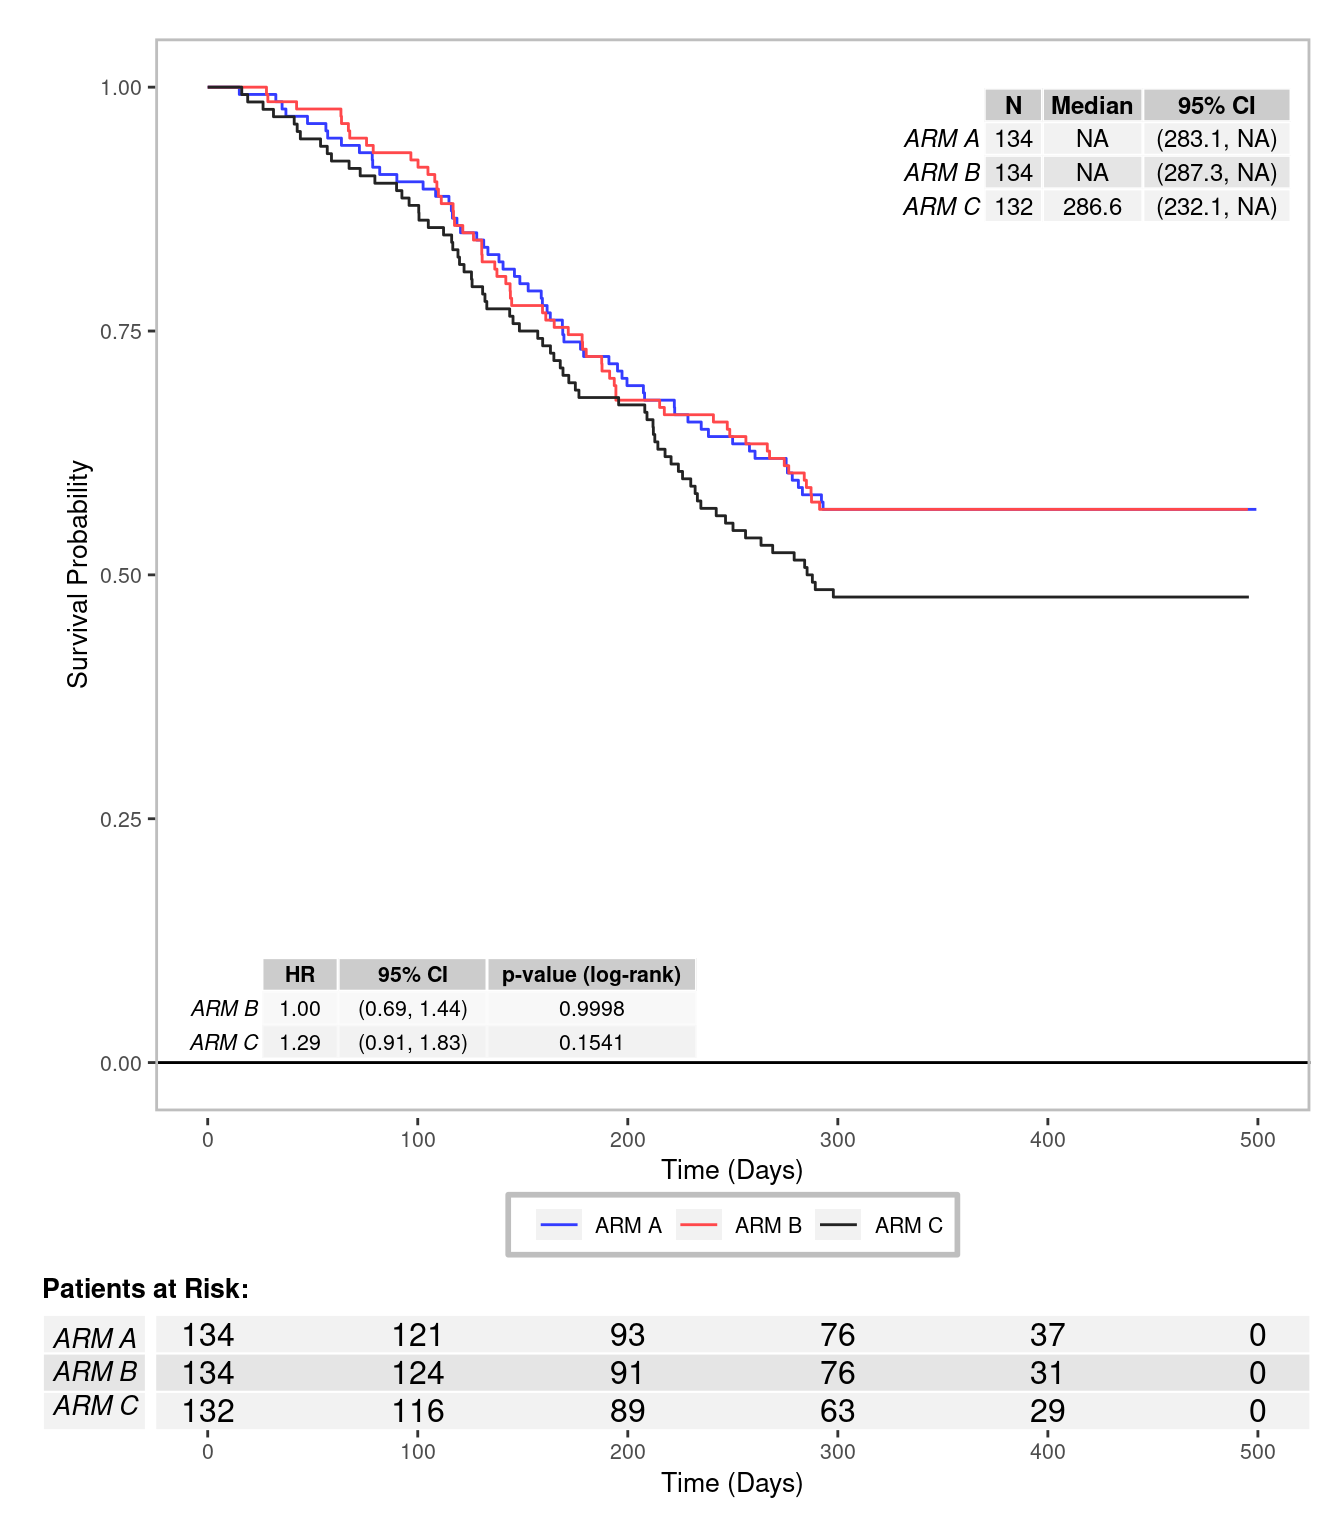 1.00
N Median 95% CI
ARM A 134 NA (283.1, NA)
ARM B 134 NA (287.3, NA)
ARM C 132 286.6 (232.1, NA)
0.75
Survival Probability
0.50
0.25
HR 95% CI p-value (log-rank)
ARM B 1.00 (0.69, 1.44) 0.9998
ARM C 1.29 (0.91, 1.83) 0.1541
0.00
0 100 200 300 400 500
Time (Days)
ARM A ARM B ARM C
Patients at Risk:
ARM A 134 121 93 76 37 0
ARM B 134 124 91 76 31 0
ARM C 132 116 89 63 29 0
0 100 200 300 400 500
Time (Days)